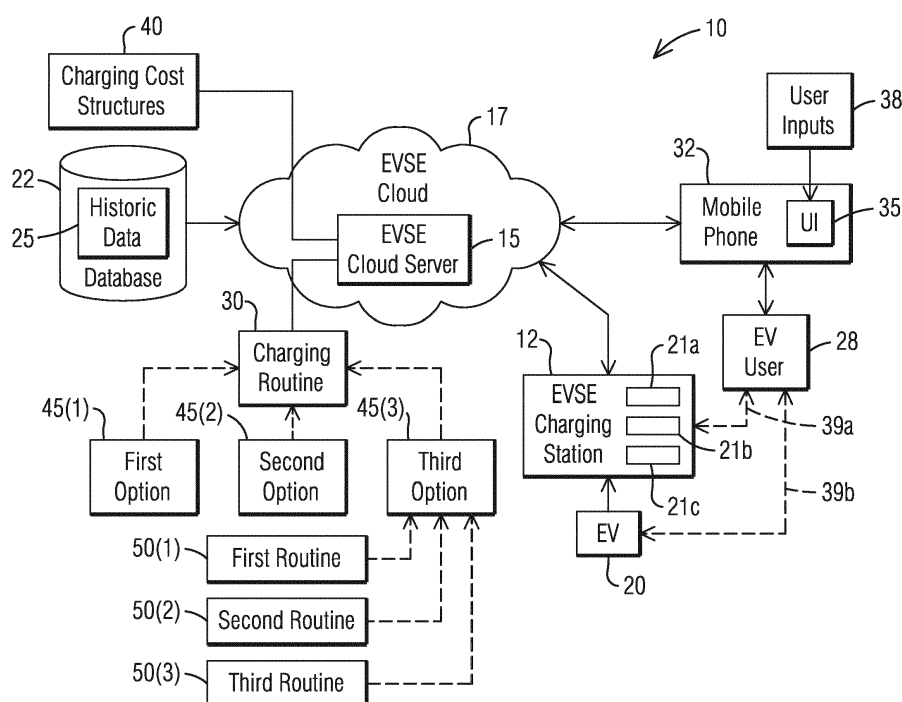 10
40
Charging Cost
Structures
17
User
Inputs
38
EVSE
Cloud
32
22
25
Historic
Data
Database
Mobile
Phone
UI
35
EVSE
Cloud Server
15
30
Charging
Routine
12
21a
EV
User
28
45(1)
45(2)
45(3)
EVSE
Charging
Station
39a
21b
First
Option
Second
Option
Third
Option
21c
39b
50(1)
First Routine
EV
20
50(2)
Second Routine
50(3)
Third Routine